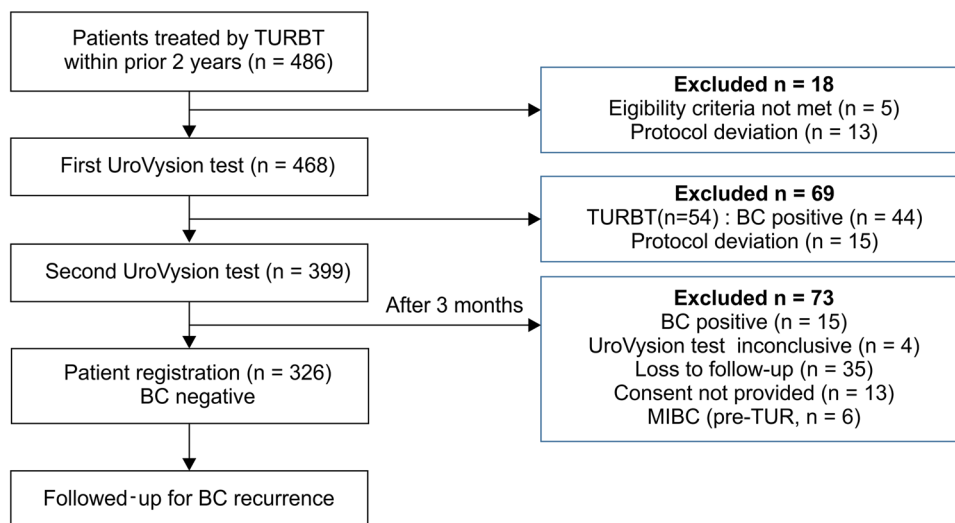 Patients treated by TURBT
within prior 2 years (n = 486)
Excluded n = 18
Eigibility criteria not met (n = 5)
Protocol deviation (n = 13)
First UroVysion test (n = 468)
Excluded n = 69
TURBT(n=54) : BC positive (n = 44)
Protocol deviation (n = 15)
Second UroVysion test (n = 399)
After 3 months
Excluded n = 73
BC positive (n = 15)
UroVysion test inconclusive (n = 4)
Loss to follow-up (n = 35)
Consent not provided (n = 13)
MIBC (pre-TUR, n = 6)
Patient registration (n = 326)
BC negative
Followed-up for BC recurrence